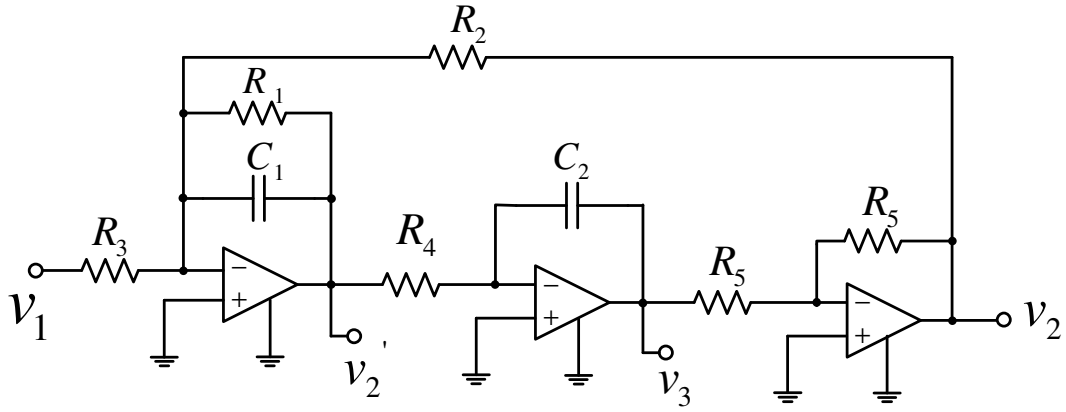 R2
R1
C1
C2
R3
R4
R5
R5
v1
−
+
−
+
−
+
v2
v2'
v3